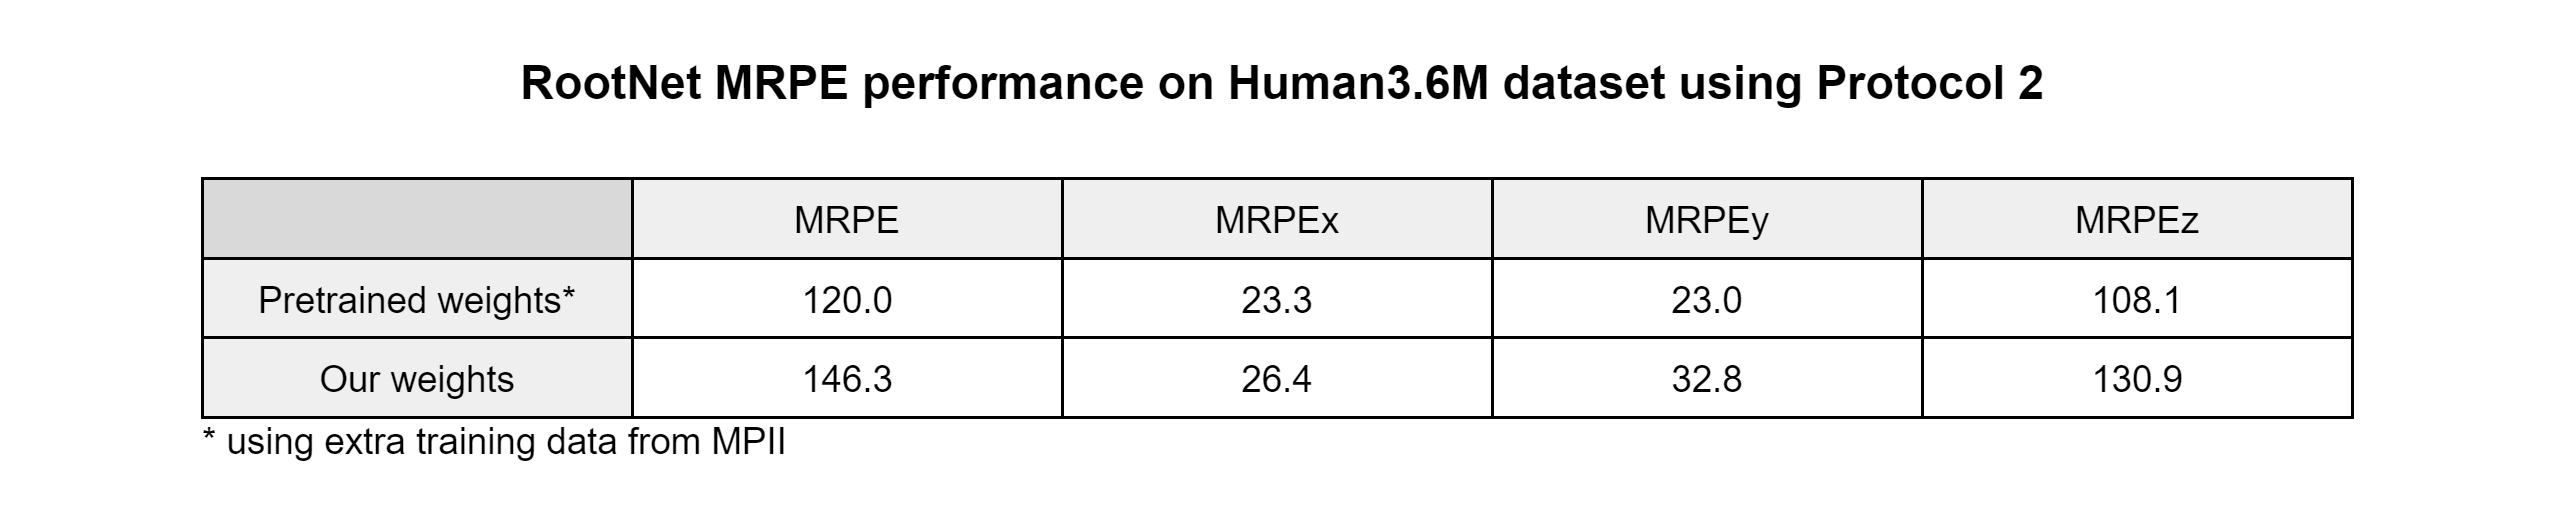 RootNet MRPE performance on Human3.6M dataset using Protocol 2
MRPE MRPEx MRPEy MRPEz
Pretrained weights* 120.0 23.3 23.0 108.1
Our weights 146.3 26.4 32.8 130.9
* using extra training data from MPII